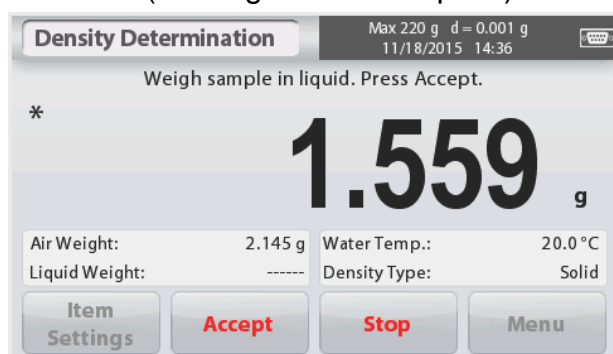 Density Determination
Max 220 g d = 0.001 g
11/18/2015 14:36
Weigh sample in liquid. Press Accept.
*
1.559 g
Air Weight: 2.145 g Water Temp.: 20.0 °C
Liquid Weight: ------ Density Type: Solid
Item
Settings
Accept
Stop
Menu